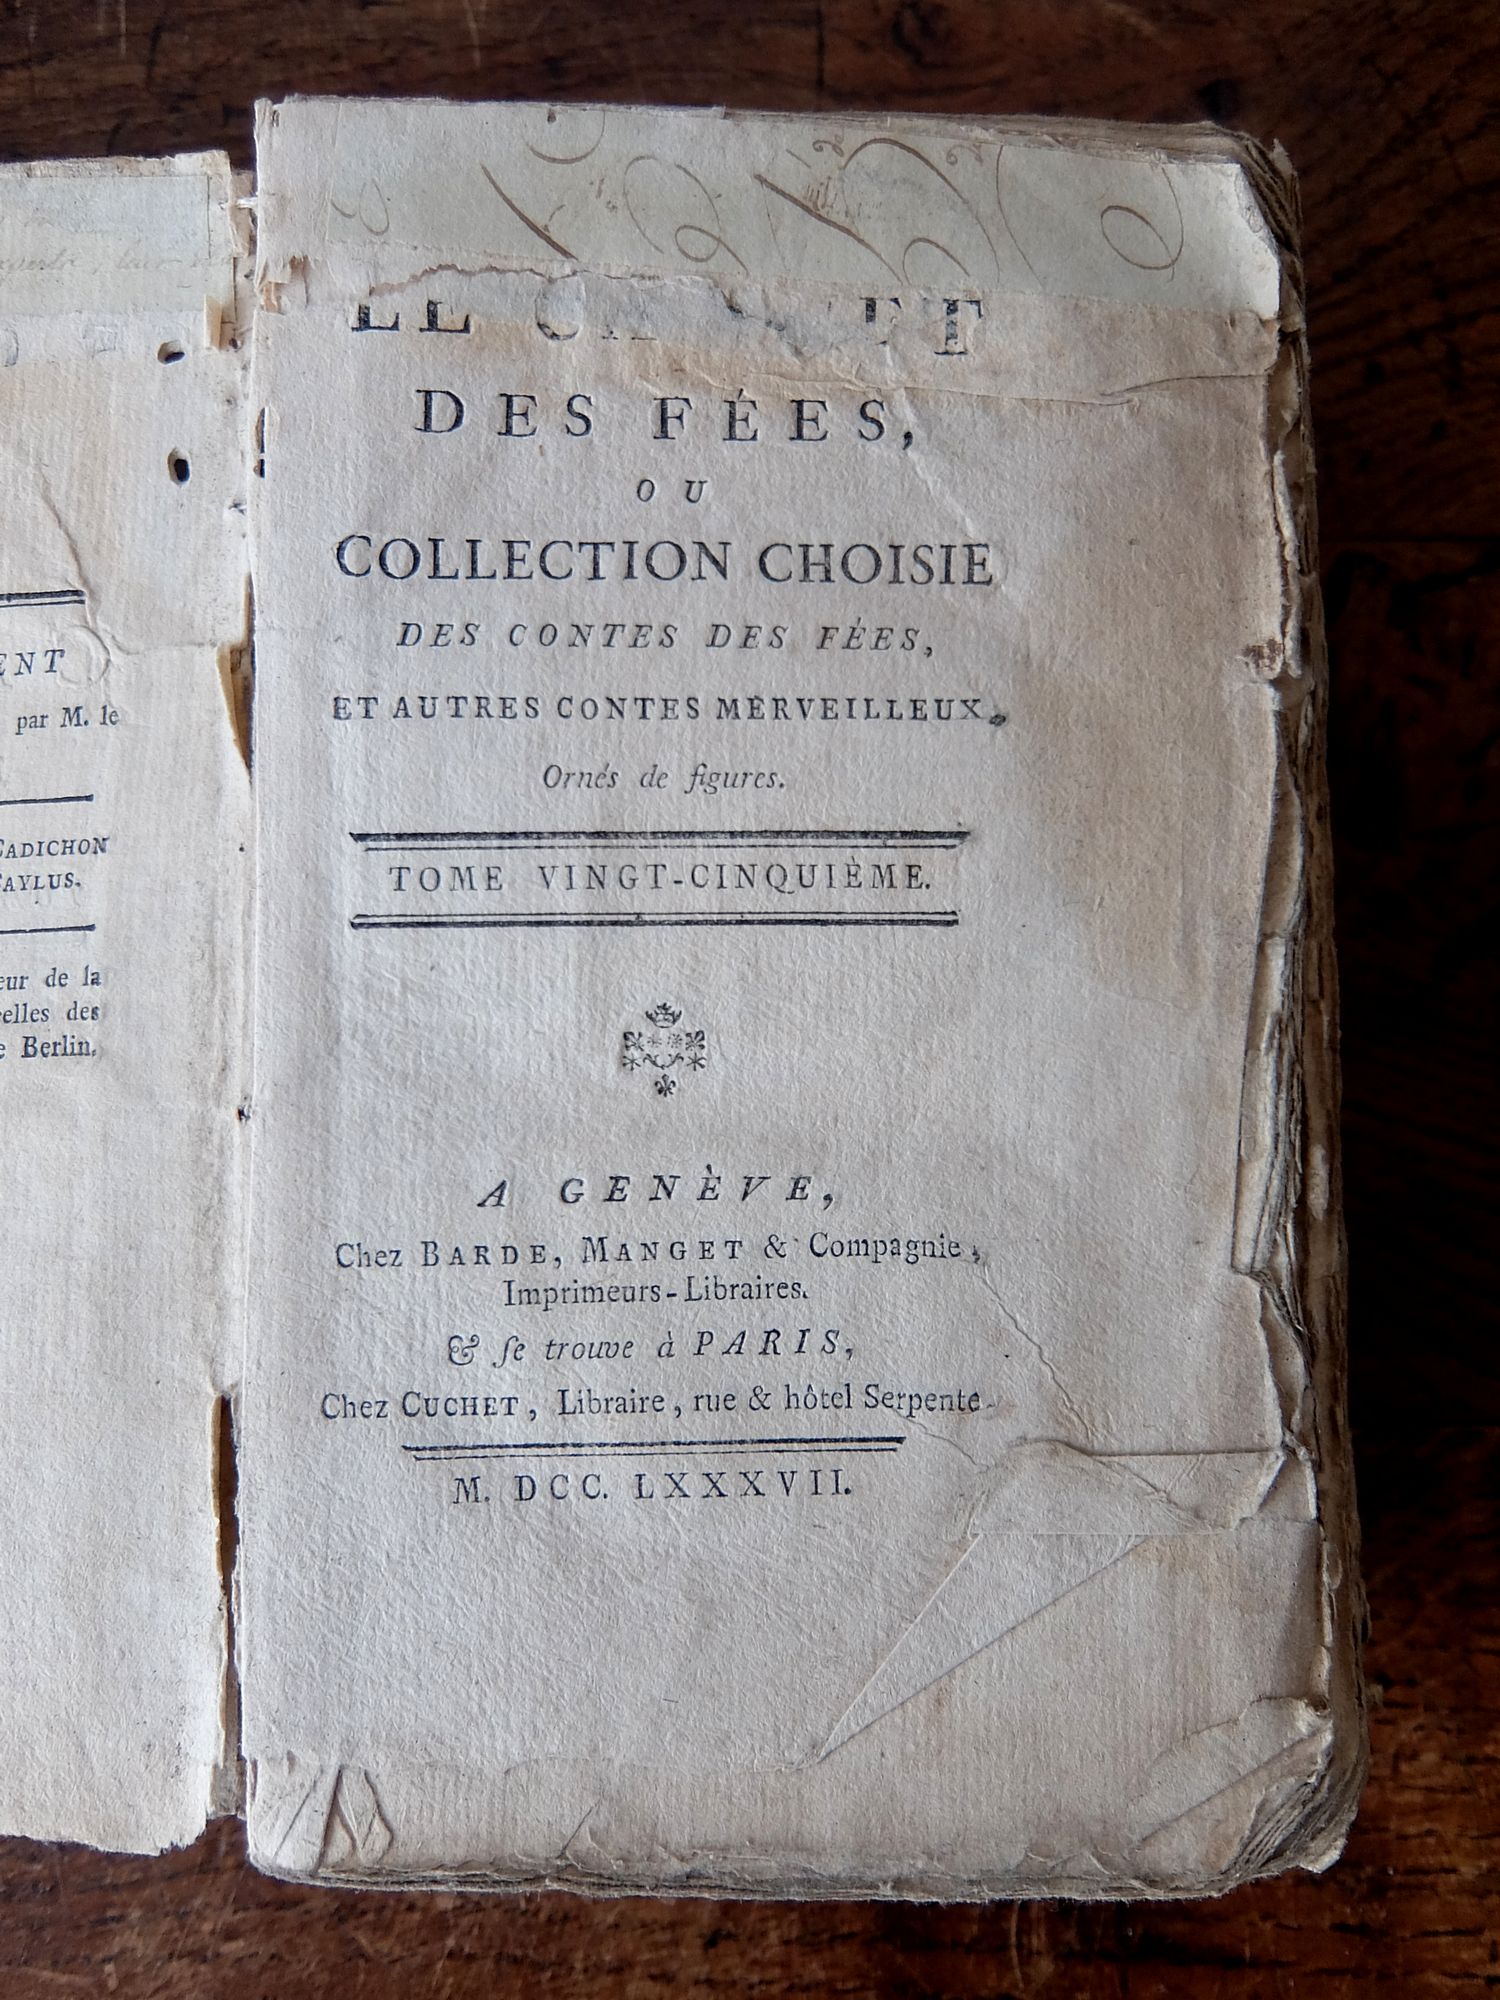 ENT
par M. le
CADICHON
CAYLUS.
eur de la
elles des
e Berlin.
LE
DES FÉES,
OU
COLLECTION CHOISIE
DES CONTES DES FÉES,
ET AUTRES CONTES MERVEILLEUX.
Ornés de figures.
TOME VINGT-CINQUIÈME.
A GENÈVE,
Chez BARDE, MANGET & Compagnie,
Imprimeurs-Libraires.
& ſe trouve à PARIS,
Chez CUCHET, Libraire, rue & hôtel Serpente.
M. DCC. LXXXVII.